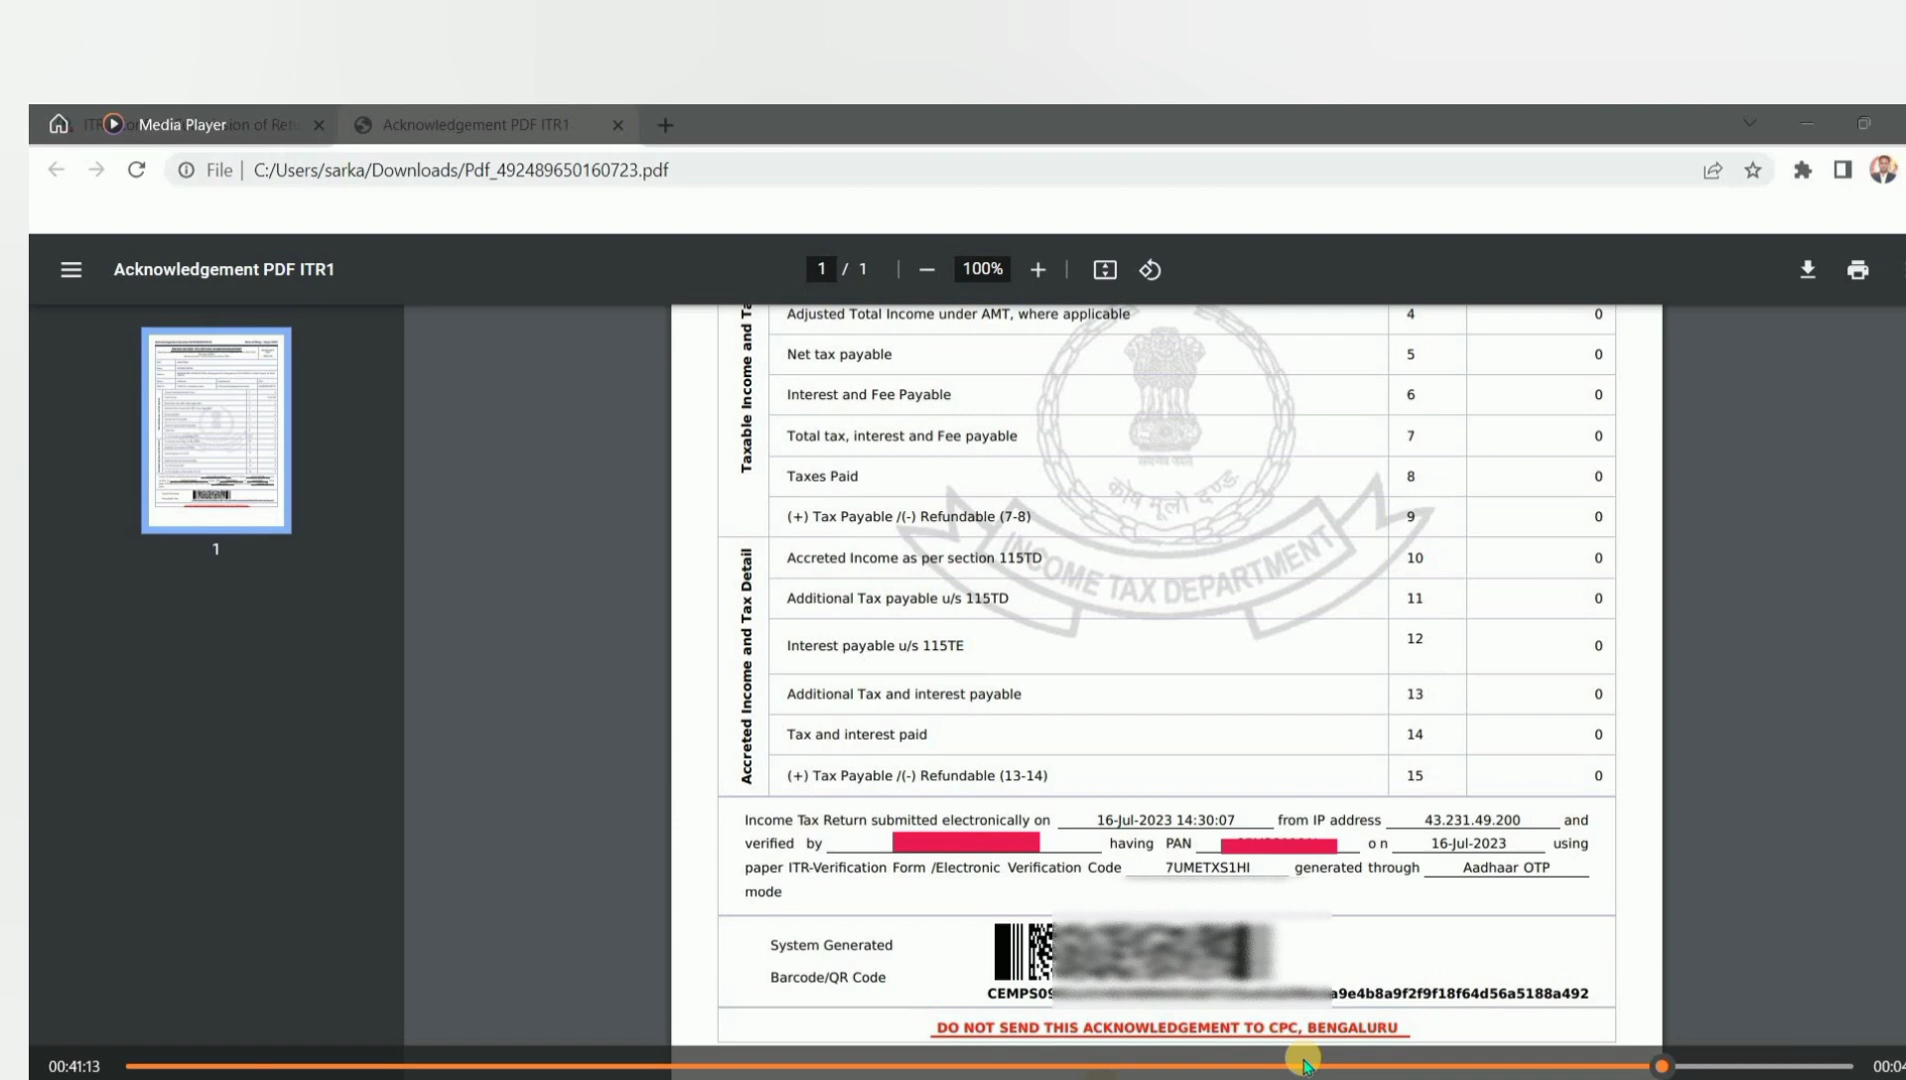 Media Player
Acknowledgement PDF ITR1
File
C:/Users/sarka/Downloads/Pdf_492489650160723.pdf
Acknowledgement PDF ITR1
1 / 1
100%
1
Taxable Income and
Adjusted Total Income under AMT, where applicable 4 0
Net tax payable 5 0
Interest and Fee Payable 6 0
Total tax, interest and Fee payable 7 0
Taxes Paid 8 0
(+) Tax Payable /(-) Refundable (7-8) 9 0
सत्यमेव जयते
कोष मूलो दण्डः
INCOME TAX DEPARTMENT
Accreted Income and Tax Detail
Accreted Income as per section 115TD 10 0
Additional Tax payable u/s 115TD 11 0
Interest payable u/s 115TE 12 0
Additional Tax and interest payable 13 0
Tax and interest paid 14 0
(+) Tax Payable /(-) Refundable (13-14) 15 0
Income Tax Return submitted electronically on 16-Jul-2023 14:30:07 from IP address 43.231.49.200 and
verified by having PAN on 16-Jul-2023 using
paper ITR-Verification Form /Electronic Verification Code 7UMETXS1HI generated through Aadhaar OTP
mode
System Generated
Barcode/QR Code
CEMPS09 a9e4b8a9f2f9f18f64d56a5188a492
DO NOT SEND THIS ACKNOWLEDGEMENT TO CPC, BENGALURU
00:41:13